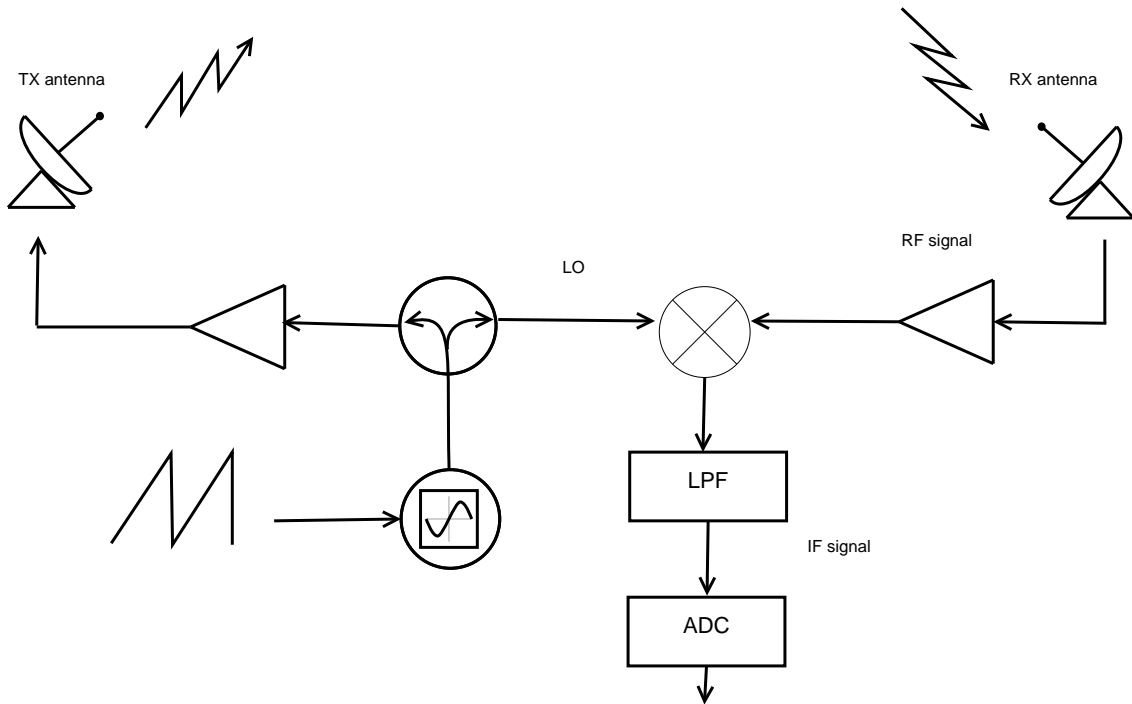 TX antenna
RX antenna
RF signal
LO
LPF
IF signal
ADC